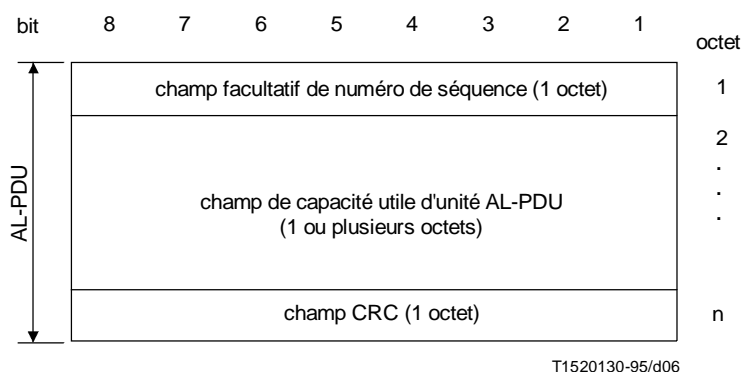 bit 8 7 6 5 4 3 2 1 octet
champ facultatif de numéro de séquence (1 octet) 1
2
.
.
.
AL-PDU
champ de capacité utile d'unité AL-PDU
(1 ou plusieurs octets)
champ CRC (1 octet) n
T1520130-95/d06